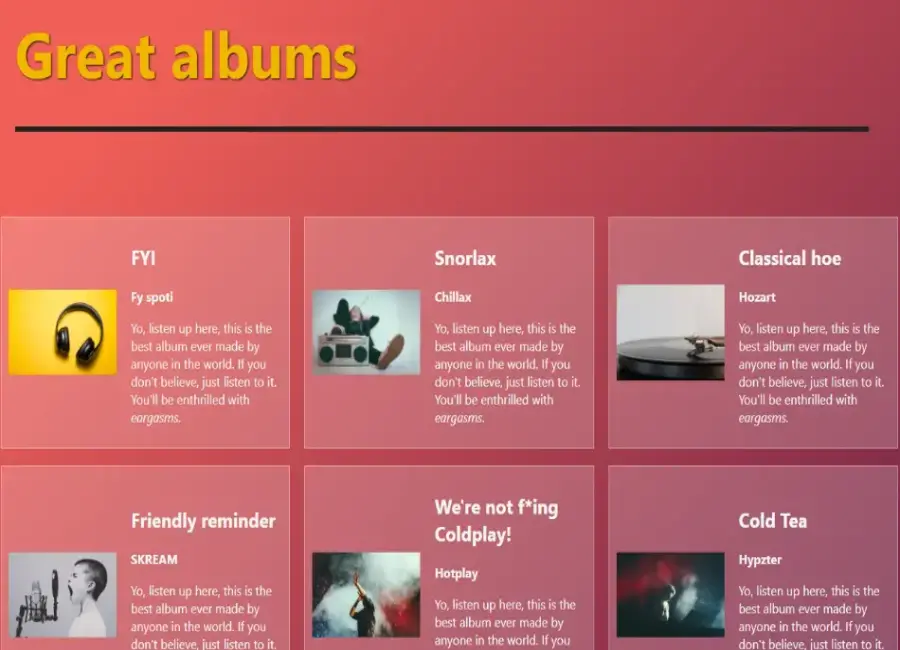 Great albums
FYI
Fy spoti
Yo, listen up here, this is the
best album ever made by
anyone in the world. If you
don't believe, just listen to it.
You'll be enthrilled with
eargasms.
Snorlax
Chillax
Yo, listen up here, this is the
best album ever made by
anyone in the world. If you
don't believe, just listen to it.
You'll be enthrilled with
eargasms.
Classical hoe
Hozart
Yo, listen up here, this is the
best album ever made by
anyone in the world. If you
don't believe, just listen to it.
You'll be enthrilled with
eargasms.
Friendly reminder
SKREAM
Yo, listen up here, this is the
best album ever made by
anyone in the world. If you
don't believe, just listen to it.
We're not f*ing
Coldplay!
Hotplay
Yo, listen up here, this is the
best album ever made by
anyone in the world. If you
Cold Tea
Hypzter
Yo, listen up here, this is the
best album ever made by
anyone in the world. If you
don't believe, just listen to it.